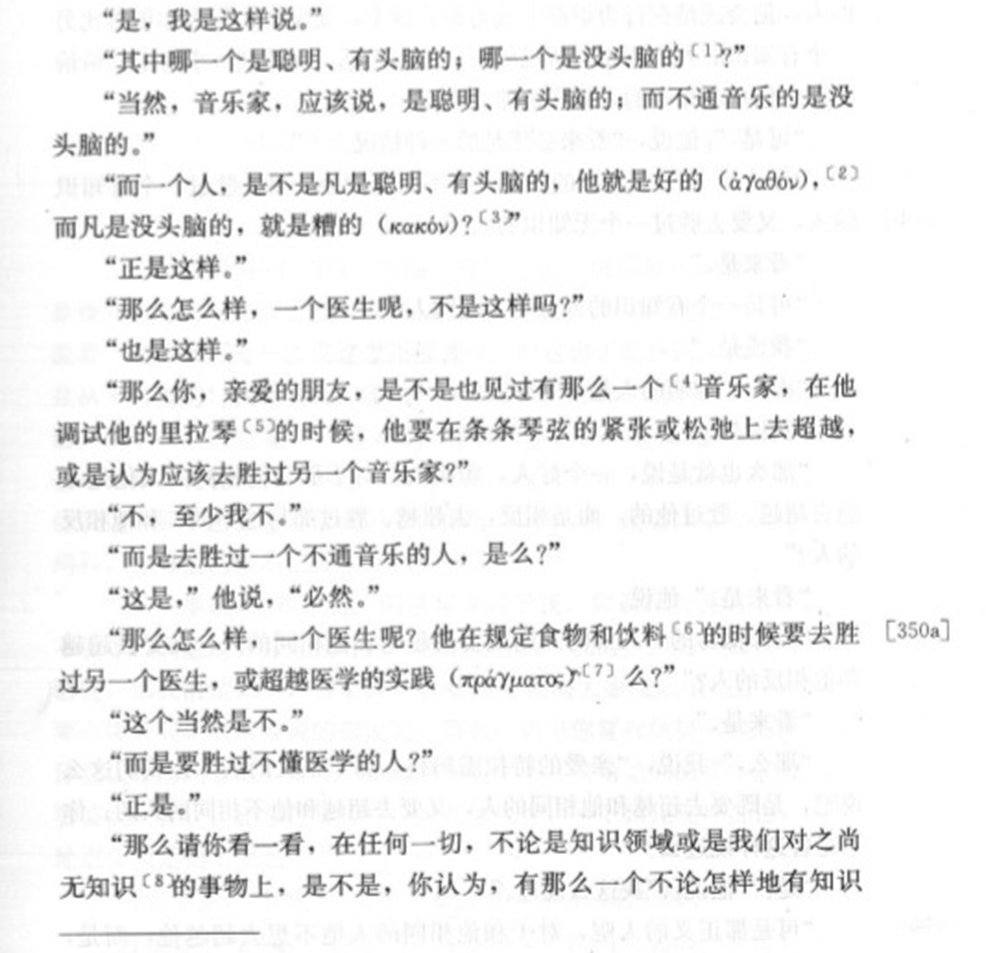 “是，我是这样说。”
“其中哪一个是聪明、有头脑的；哪一个是没头脑的〔1〕？”
“当然，音乐家，应该说，是聪明、有头脑的；而不通音乐的是没
头脑的。”
“而一个人，是不是凡是聪明、有头脑的，他就是好的（ἀγαθόν），〔2〕
而凡是没头脑的，就是糟的（κακόν）？〔3〕”
“正是这样。”
“那么怎么样，一个医生呢，不是这样吗？”
“也是这样。”
“那么你，亲爱的朋友，是不是也见过有那么一个〔4〕音乐家，在他
调试他的里拉琴〔5〕的时候，他要在条条琴弦的紧张或松弛上去超越，
或是认为应该去胜过另一个音乐家？”
“不，至少我不。”
“而是去胜过一个不通音乐的人，是么？”
“这是，”他说，“必然。”
“那么怎么样，一个医生呢？他在规定食物和饮料〔6〕的时候要去胜 [350a]
过另一个医生，或超越医学的实践（πράγματος）〔7〕么？”
“这个当然是不。”
“而是要胜过不懂医学的人？”
“正是。”
“那么请你看一看，在任何一切，不论是知识领域或是我们对之尚
无知识〔8〕的事物上，是不是，你认为，有那么一个不论怎样地有知识